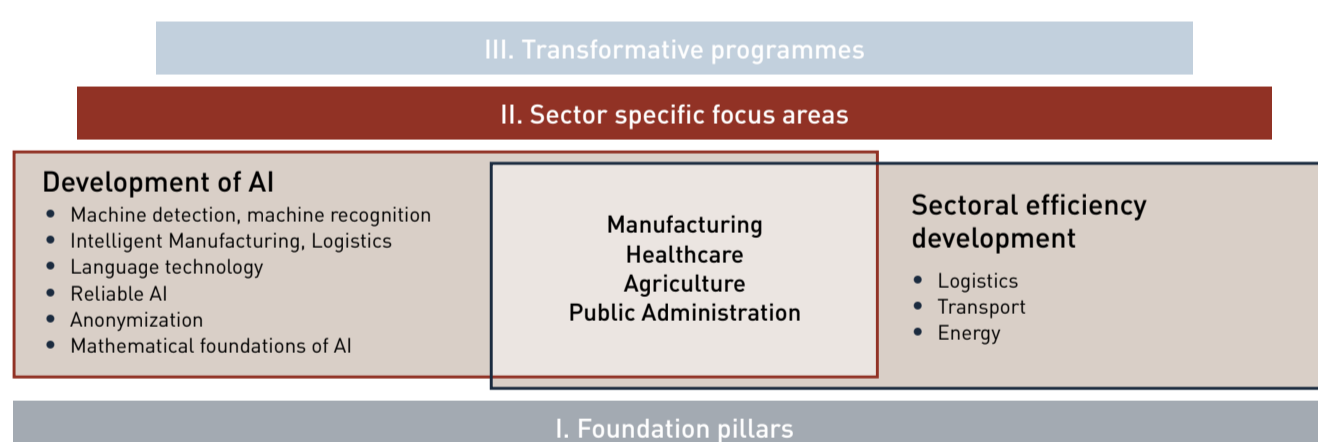 III. Transformative programmes
II. Sector specific focus areas
Development of AI
• Machine detection, machine recognition
• Intelligent Manufacturing, Logistics
• Language technology
• Reliable AI
• Anonymization
• Mathematical foundations of AI
Manufacturing
Healthcare
Agriculture
Public Administration
Sectoral efficiency
development
• Logistics
• Transport
• Energy
I. Foundation pillars